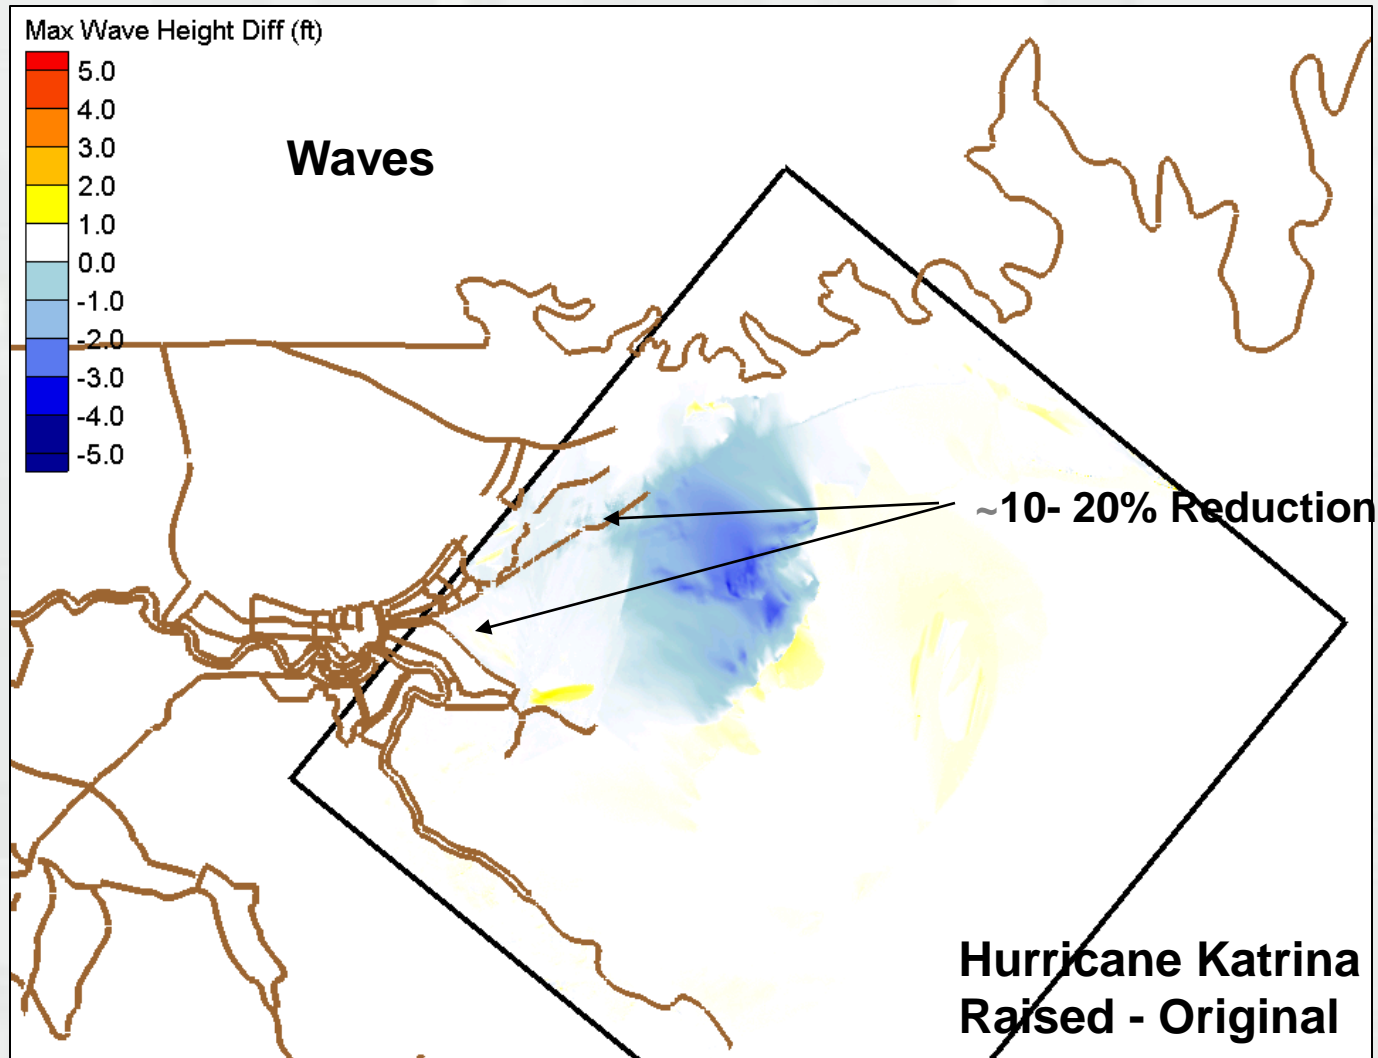 Max Wave Height Diff (ft)
5.0
4.0
3.0
2.0
1.0
0.0
-1.0
-2.0
-3.0
-4.0
-5.0
Waves
~10- 20% Reduction
Hurricane Katrina
Raised - Original